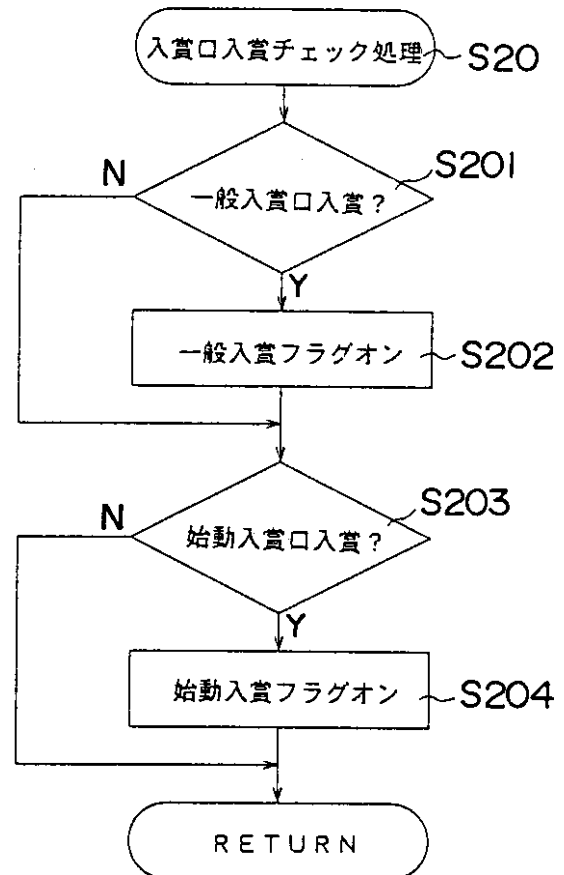 入賞口入賞チェック処理 S20
S201
N
一般入賞口入賞？
Y
一般入賞フラグオン S202
S203
N
始動入賞口入賞？
Y
始動入賞フラグオン S204
RETURN